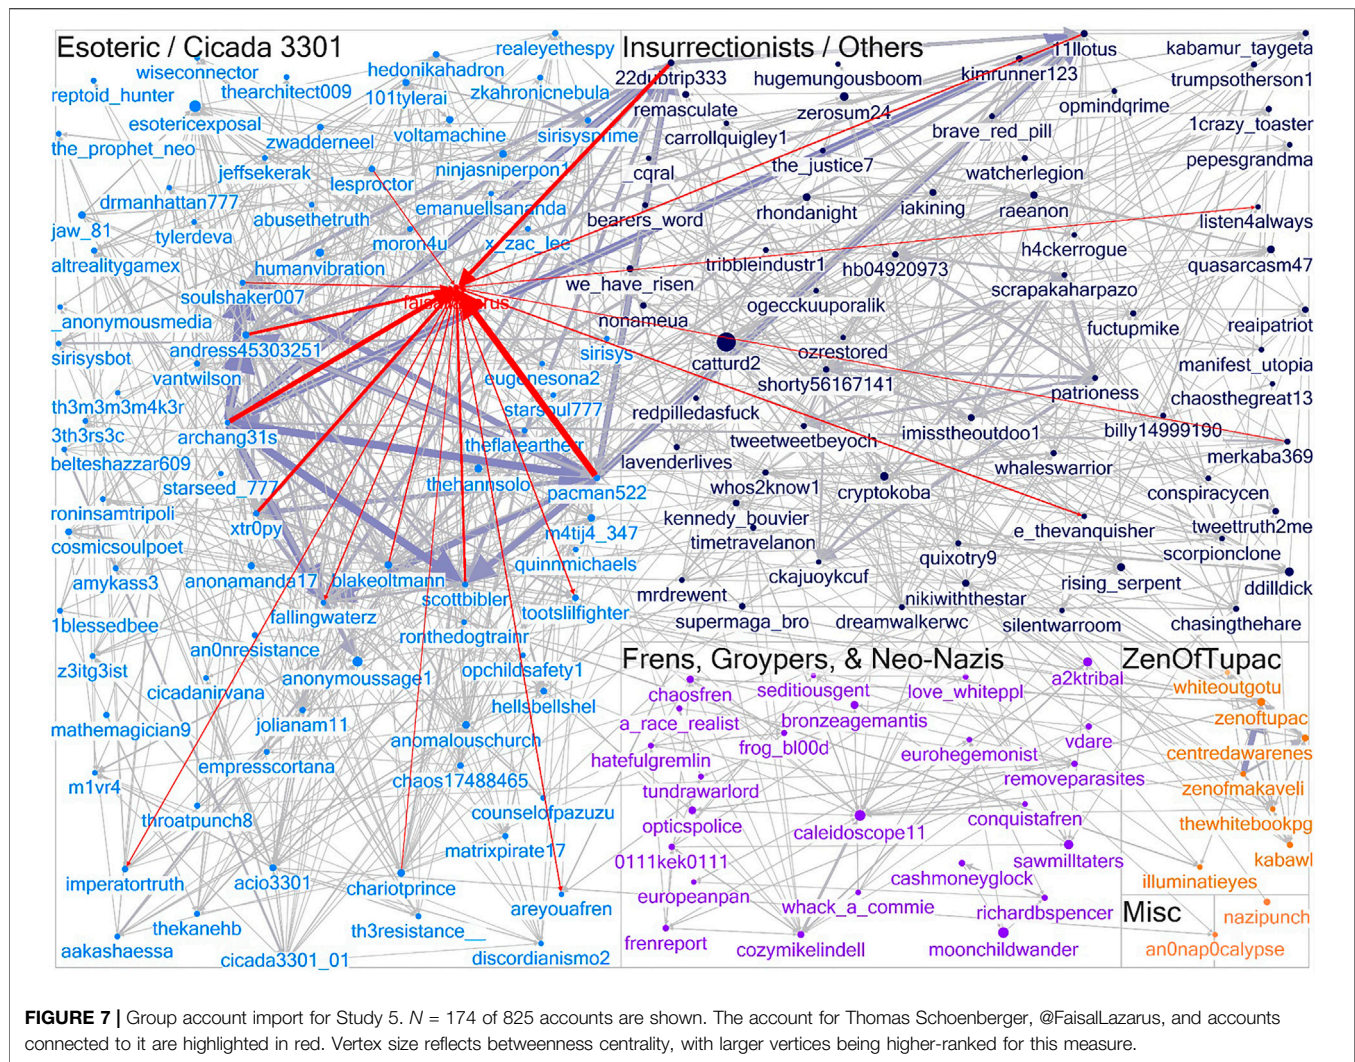 Esoteric / Cicada 3301
realeyethespy
wiseconnector
hedonikahadron
reptoid_hunter
thearchitect009
101tylerai
zkahronicnebula
esotericexposal
zwadderneel
voltamachine
sirisysprime
the_prophet_neo
jeffsekerak
ninjasniperpon1
lesproctor
drmanhattan777
abusethetruth
emanuellsananda
jaw_81
tylerdeva
moron4u
x_zac_lee
altrealitygamex
humanvibration
soulshaker007
faisallazarus
_anonymousmedia
andress45303251
sirisysbot
sirisys
vantwilson
eugenesona2
th3m3m3m4k3r
starsoul777
3th3rs3c
archang31s
theflateartherr
belteshazzar609
starseed_777
thehannsolo
pacman522
roninsamtripoli
xtr0py
m4tij4_347
cosmicsoulpoet
quinnmichaels
amykass3
anonamanda17
blakeoltmann
scottbibler
tootslilfighter
1blessedbee
fallingwaterz
ronthedogtrainr
an0nresistance
z3itg3ist
anonymoussage1
opchildsafety1
cicadanirvana
hellsbellshel
mathemagician9
jolianam11
anomalouschurch
empresscortana
m1vr4
chaos17488465
throatpunch8
counselofpazuzu
matrixpirate17
imperatortruth
acio3301
chariotprince
areyouafren
thekanehb
th3resistance__
aakashaessa
cicada3301_01
discordianismo2
Insurrectionists / Others
11llotus
kabamur_taygeta
22dubtrip333
hugemungousboom
kimrunner123
trumpsotherson1
remasculate
zerosum24
opmindqrime
carrollquigley1
brave_red_pill
1crazy_toaster
_cqral
the_justice7
watcherlegion
pepesgrandma
bearers_word
rhondanight
iakining
raeanon
listen4always
h4ckerrogue
tribbleindustr1
hb04920973
quasarcasm47
we_have_risen
ogecckuuporalik
scrapakaharpazo
nonameua
fuctupmike
reaipatriot
catturd2
ozrestored
manifest_utopia
shorty56167141
patrioness
chaosthegreat13
redpilledasfuck
tweetweetbeyoch
imisstheoutdoo1
billy14999190
lavenderlives
merkaba369
whos2know1
cryptokoba
whaleswarrior
conspiracycen
kennedy_bouvier
e_thevanquisher
tweettruth2me
timetravelanon
quixotry9
scorpionclone
ckajuoykcuf
rising_serpent
ddilldick
mrdrewent
nikiwiththestar
supermaga_bro
dreamwalkerwc
silentwarroom
chasingthehare
Frens, Groypers, & Neo-Nazis
a2ktribal
chaosfren
seditiousgent
love_whiteppl
a_race_realist
bronzeagemantis
frog_bl00d
vdare
hatefulgremlin
eurohegemonist
removeparasites
tundrawarlord
opticspolice
caleidoscope11
conquistafren
0111kek0111
sawmilltaters
europeanpan
cashmoneyglock
whack_a_commie
richardbspencer
frenreport
cozymikelindell
moonchildwander
ZenOfTupac
whiteoutgotu
zenoftupac
centredawarenes
zenofmakaveli
thewhitebookpg
kabawl
illuminatieyes
Misc
nazipunch
an0nap0calypse
FIGURE 7 | Group account import for Study 5. N = 174 of 825 accounts are shown. The account for Thomas Schoenberger, @FaisalLazarus, and accounts
connected to it are highlighted in red. Vertex size reflects betweenness centrality, with larger vertices being higher-ranked for this measure.